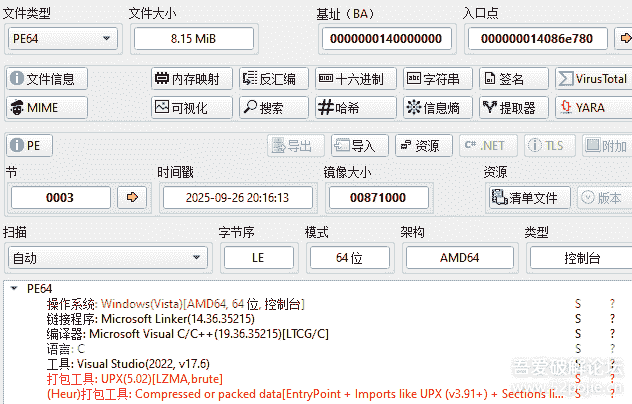 文件类型 文件大小 基址（BA） 入口点
PE64 8.15 MiB 0000000140000000 000000014086e780
文件信息 内存映射 反汇编 十六进制 字符串 签名 VirusTotal
MIME 可视化 搜索 哈希 信息熵 提取器 YARA
PE 导出 导入 资源 .NET TLS 附加
节 时间戳 镜像大小 资源
0003 2025-09-26 20:16:13 00871000 清单文件 版本
扫描 字节序 模式 架构 类型
自动 LE 64 位 AMD64 控制台
PE64
操作系统: Windows(Vista)[AMD64, 64 位, 控制台] S ?
链接程序: Microsoft Linker(14.36.35215) S ?
编译器: Microsoft Visual C/C++(19.36.35215)[LTCG/C] S ?
语言: C S ?
工具: Visual Studio(2022, v17.6) S ?
打包工具: UPX(5.02)[LZMA,brute] S ?
(Heur)打包工具: Compressed or packed data[EntryPoint + Imports like UPX (v3.91+) + Sections li... S ?
吾爱破解论坛